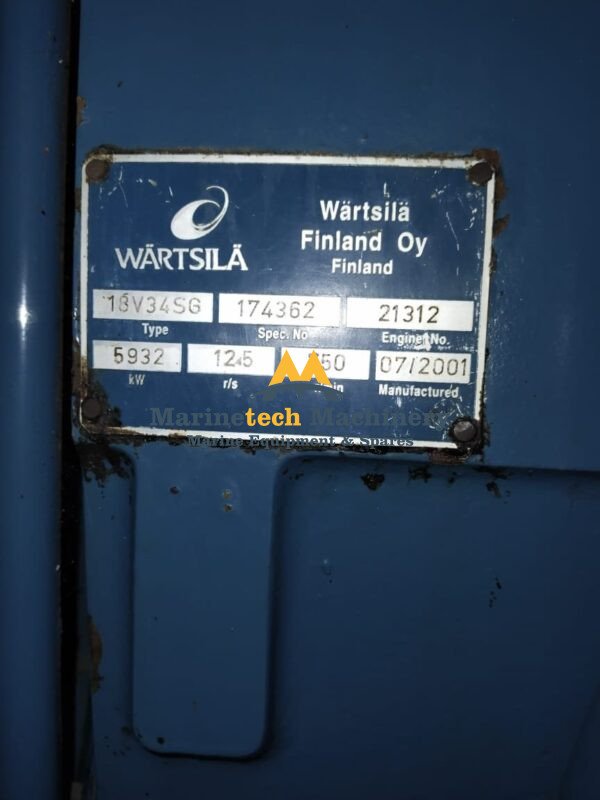 WÄRTSILÄ
Wärtsilä
Finland Oy
Finland
18V34SG 174362 21312
Type Spec. No Engine No.
5932 12.5 07/2001
kW r/s Manufactured
Marinetech Machinery
Marine Equipment & Spares